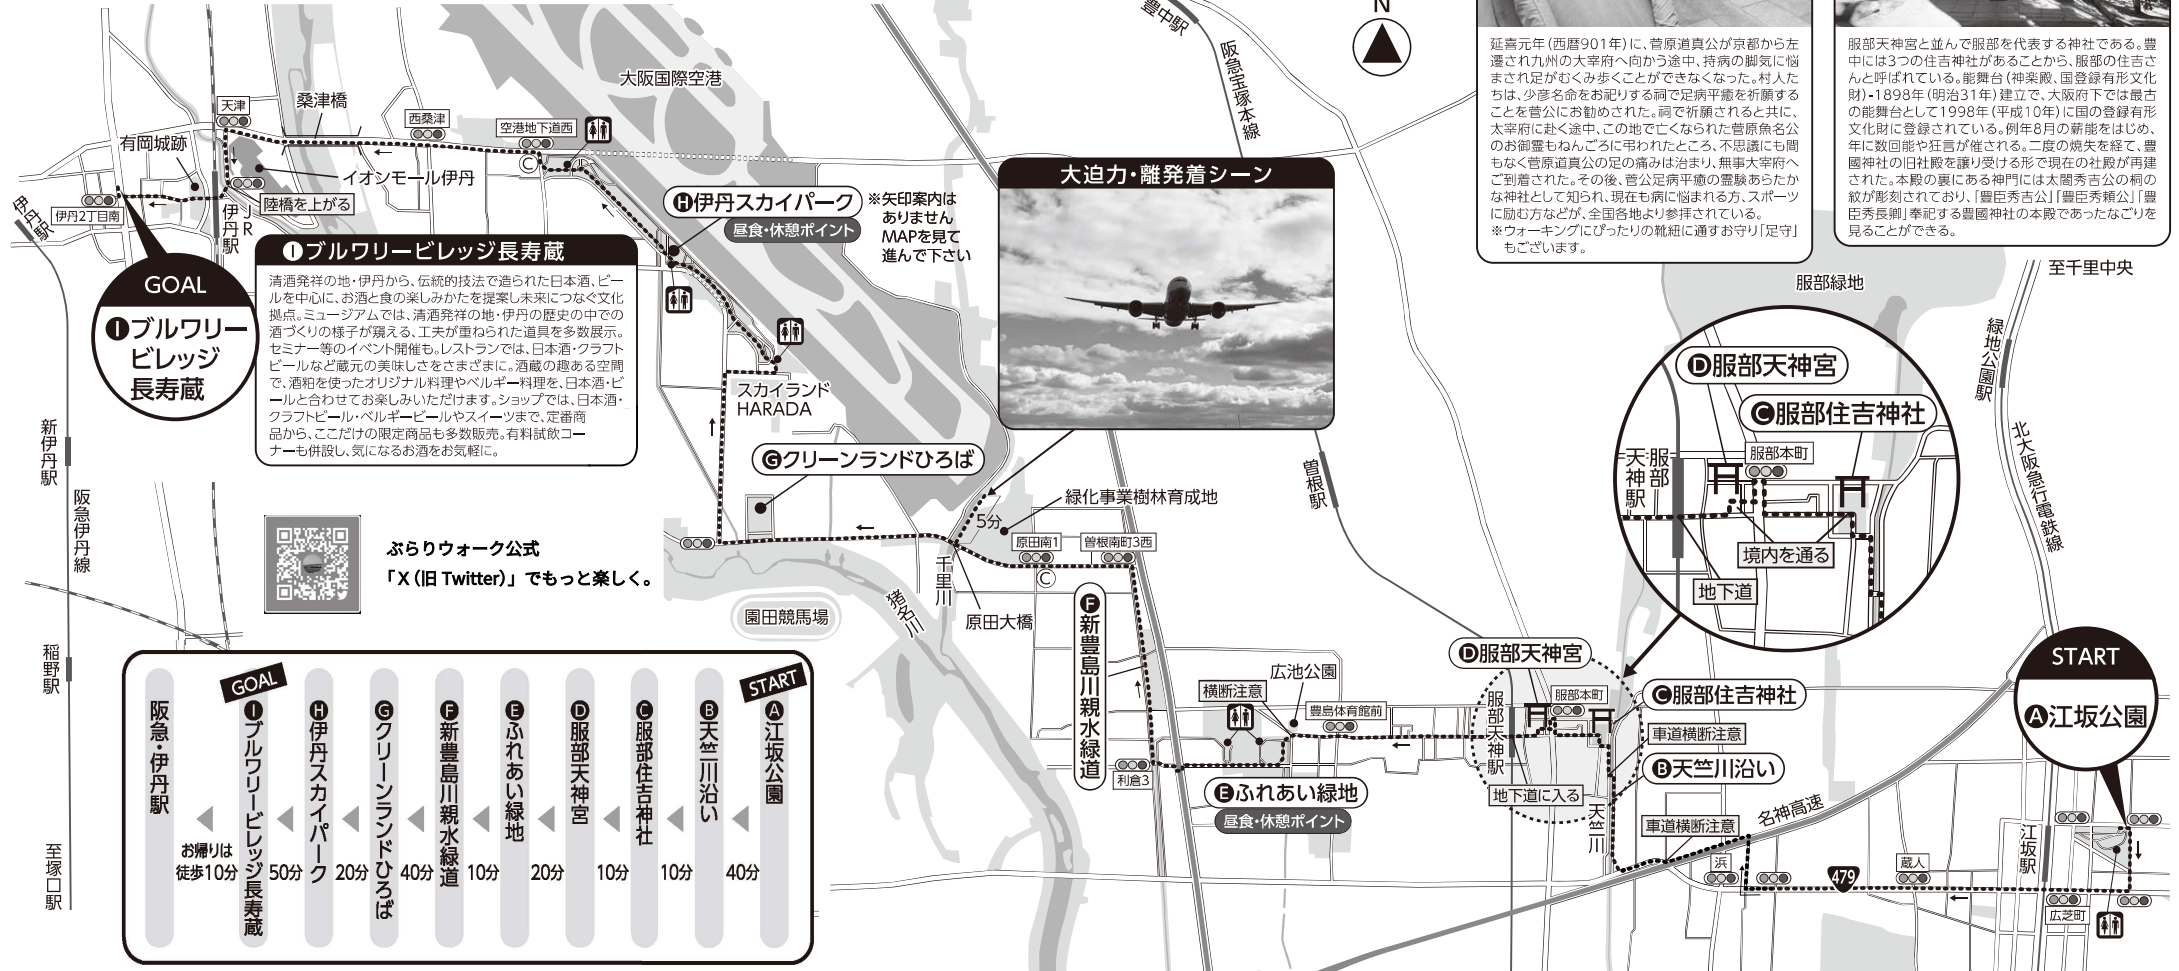 豊中駅
阪急宝塚本線
N
延喜元年(西暦901年)に、菅原道真公が京都から左
遷され九州の大宰府へ向かう途中、持病の脚気に悩
まされ足がむくみ歩くことができなくなった。村人た
ちは、少彦名命をお祀りする祠で足病平癒を祈願する
ことを菅公にお勧めされた。祠で祈願されると共に、
太宰府に赴く途中、この地で亡くなられた菅原魚名公
のお御霊もねんごろに弔われたところ、不思議にも間
もなく菅原道真公の足の痛みは治まり、無事大宰府へ
ご到着された。その後、菅公足病平癒の霊験あらたか
な神社として知られ、現在も病に悩まれる方、スポーツ
に励む方などが、全国各地より参拝されている。
※ウォーキングにぴったりの靴紐に通すお守り「足守」
もございます。
服部天神宮と並んで服部を代表する神社である。豊
中には3つの住吉神社があることから、服部の住吉さ
んと呼ばれている。能舞台(神楽殿、国登録有形文化
財)-1898年(明治31年)建立で、大阪府下では最古
の能舞台として1998年(平成10年)に国の登録有形
文化財に登録されている。例年8月の薪能をはじめ、
年に数回能や狂言が催される。二度の焼失を経て、豊
國神社の旧社殿を譲り受ける形で現在の社殿が再建
された。本殿の裏にある神門には太閤秀吉公の桐の
紋が彫刻されており、「豊臣秀吉公」「豊臣秀頼公」「豊
臣秀長卿」奉祀する豊國神社の本殿であったなごりを
見ることができる。
大阪国際空港
天津
桑津橋
西桑津
空港地下道西
C
有岡城跡
イオンモール伊丹
陸橋を上がる
伊丹2丁目南
伊丹駅
JR
伊丹駅
H伊丹スカイパーク
昼食・休憩ポイント
※矢印案内は
ありません
MAPを見て
進んで下さい
大迫力・離発着シーン
GOAL
Iブルワリー
ビレッジ
長寿蔵
Iブルワリービレッジ長寿蔵
清酒発祥の地・伊丹から、伝統的技法で造られた日本酒、ビー
ルを中心に、お酒と食の楽しみかたを提案し未来につなぐ文化
拠点。ミュージアムでは、清酒発祥の地・伊丹の歴史の中での
酒づくりの様子が窺える、工夫が重ねられた道具を多数展示。
セミナー等のイベント開催も。レストランでは、日本酒・クラフト
ビールなど蔵元の美味しさをさまざまに。酒蔵の趣ある空間
で、酒粕を使ったオリジナル料理やベルギー料理を、日本酒・ビ
ールと合わせてお楽しみいただけます。ショップでは、日本酒・
クラフトビール・ベルギービールやスイーツまで、定番商
品から、ここだけの限定商品も多数販売。有料試飲コー
ナーも併設し、気になるお酒をお気軽に。
スカイランド
HARADA
Gクリーンランドひろば
新伊丹駅
阪急伊丹線
稲野駅
至塚口駅
ぶらりウォーク公式
「X(旧 Twitter)」でもっと楽しく。
5分
緑化事業樹林育成地
原田南1
曽根南町3西
C
千里川
原田大橋
猪名川
園田競馬場
曽根駅
F新豊島川親水緑道
服部緑地
至千里中央
緑地公園駅
北大阪急行電鉄線
D服部天神宮
C服部住吉神社
服部本町
服部
天神駅
境内を通る
地下道
D服部天神宮
服部本町
C服部住吉神社
車道横断注意
B天竺川沿い
服部天神駅
地下道に入る
天竺川
広池公園
横断注意
豊島体育館前
利倉3
Eふれあい緑地
昼食・休憩ポイント
START
A江坂公園
名神高速
車道横断注意
浜
479
蔵人
江坂駅
広芝町
START
A江坂公園
40分
B天竺川沿い
10分
C服部住吉神社
10分
D服部天神宮
20分
Eふれあい緑地
10分
F新豊島川親水緑道
40分
Gクリーンランドひろば
20分
H伊丹スカイパーク
50分
GOAL
Iブルワリービレッジ長寿蔵
お帰りは
徒歩10分
阪急・伊丹駅